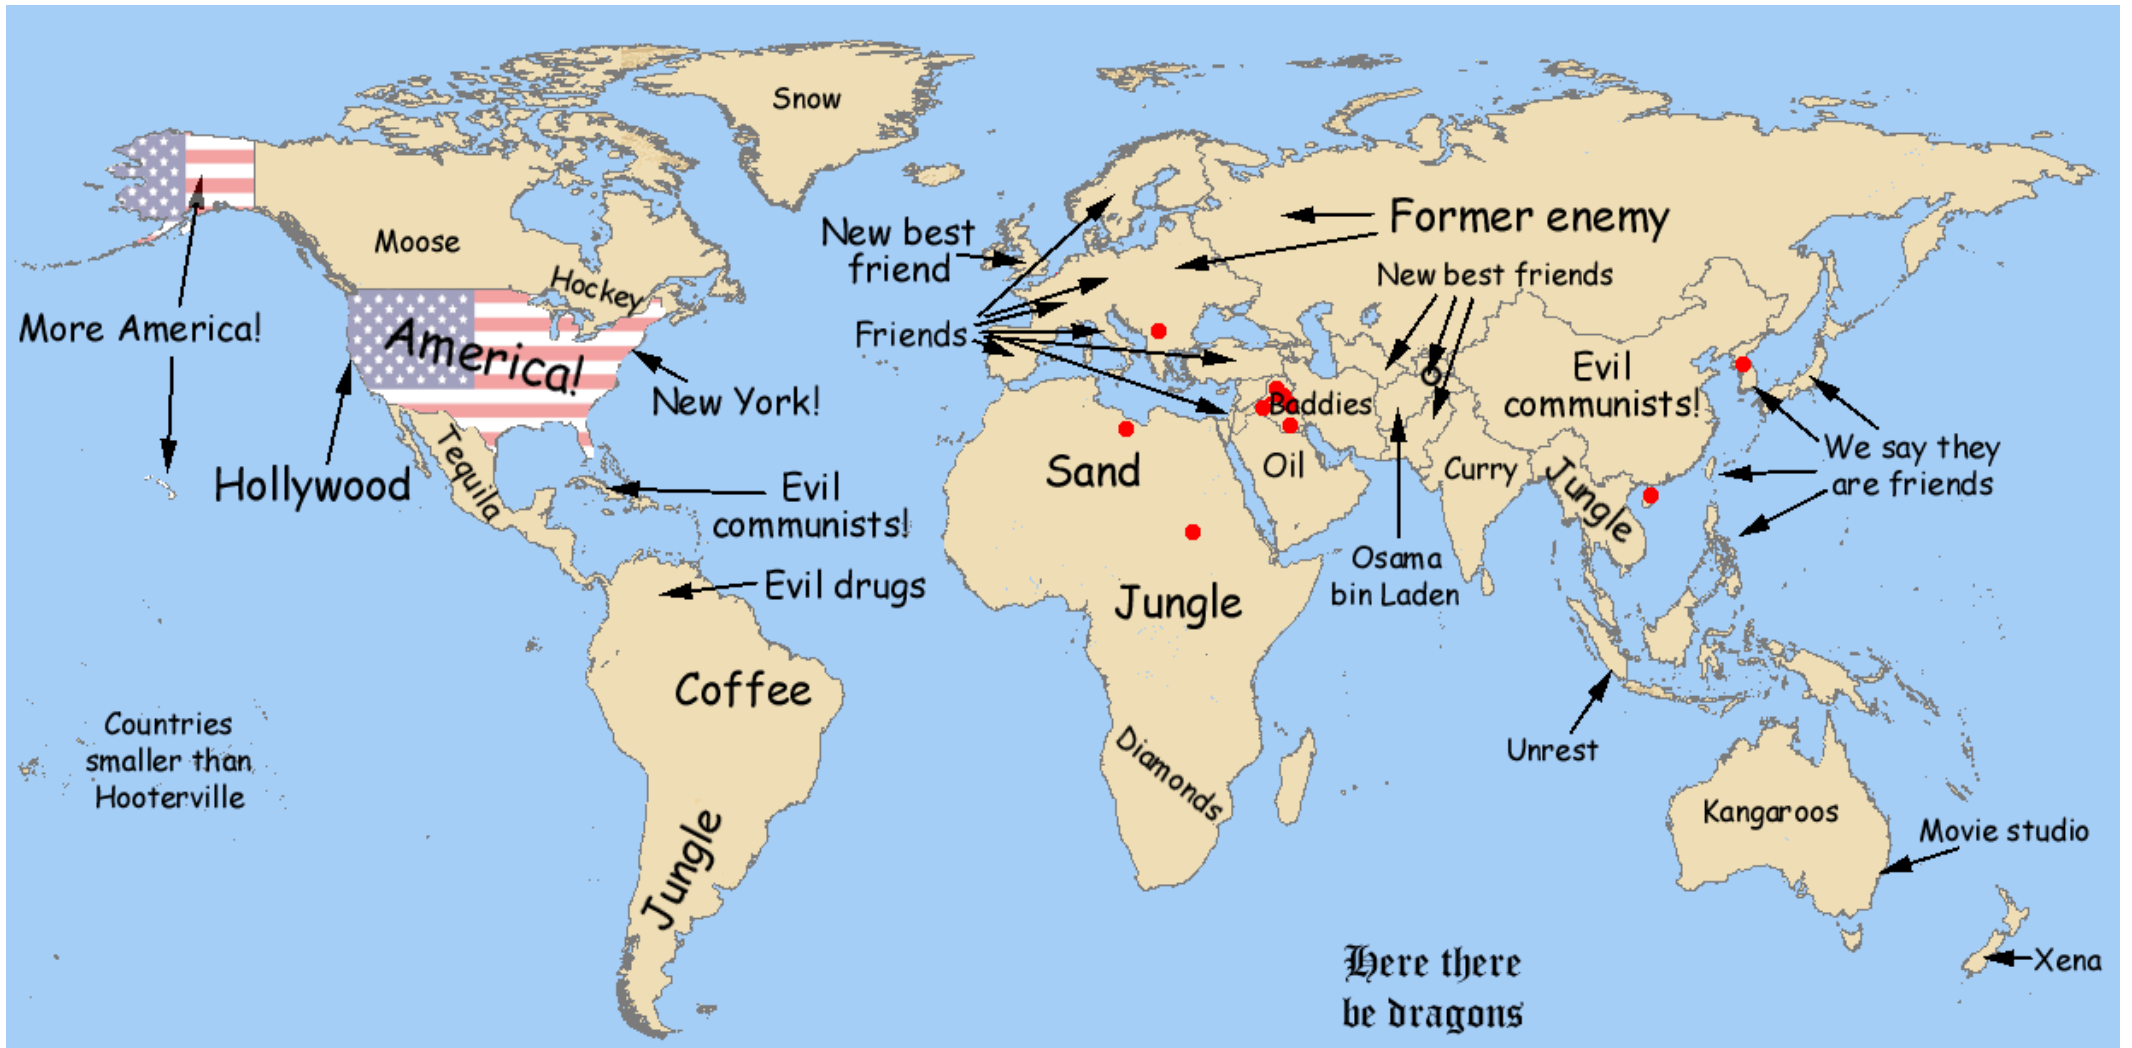 Snow
Moose
Hockey
More America!
America!
New York!
Hollywood
Tequila
Evil
communists!
Evil drugs
Coffee
Jungle
Countries
smaller than
Hooterville
New best
friend
Friends
Former enemy
New best friends
Baddies
Evil
communists!
Sand
Oil
Curry
Jungle
We say they
are friends
Osama
bin Laden
Jungle
Diamonds
Unrest
Kangaroos
Movie studio
Xena
Here there
be dragons